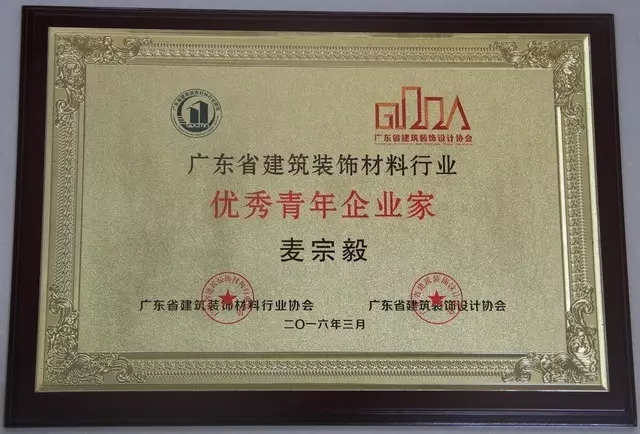 广东省建筑装饰设计协会
广东省建筑装饰材料行业
优秀青年企业家
麦宗毅
广东省建筑装饰材料行业协会 广东省建筑装饰设计协会
二〇一六年三月